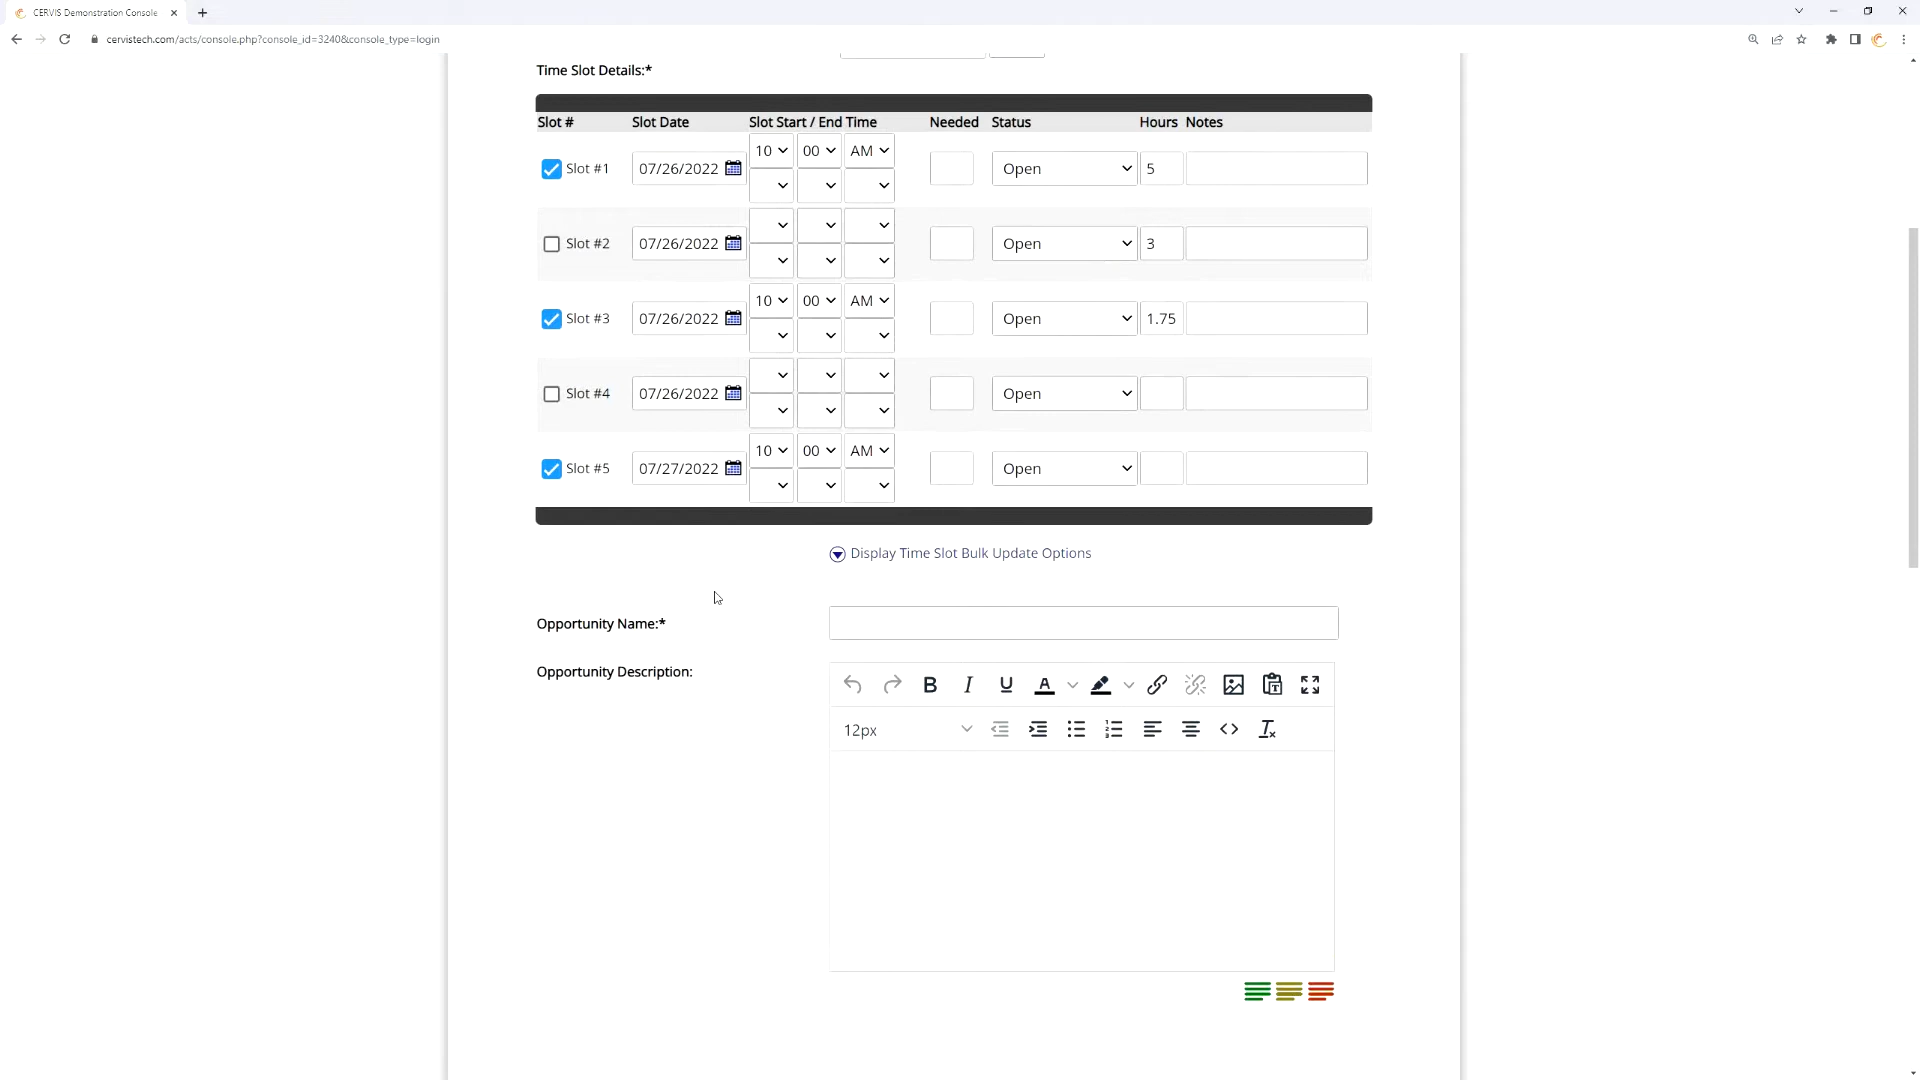 CERVIS Demonstration Console
cervistech.com/acts/console.php?console_id=3240&console_type=login
Time Slot Details:*
Slot # Slot Date Slot Start / End Time Needed Status Hours Notes
10 00 AM
Slot #1 07/26/2022 Open 5
Slot #2 07/26/2022 Open 3
10 00 AM
Slot #3 07/26/2022 Open 1.75
Slot #4 07/26/2022 Open
10 00 AM
Slot #5 07/27/2022 Open
Display Time Slot Bulk Update Options
Opportunity Name:*
Opportunity Description:
B I U A
12px